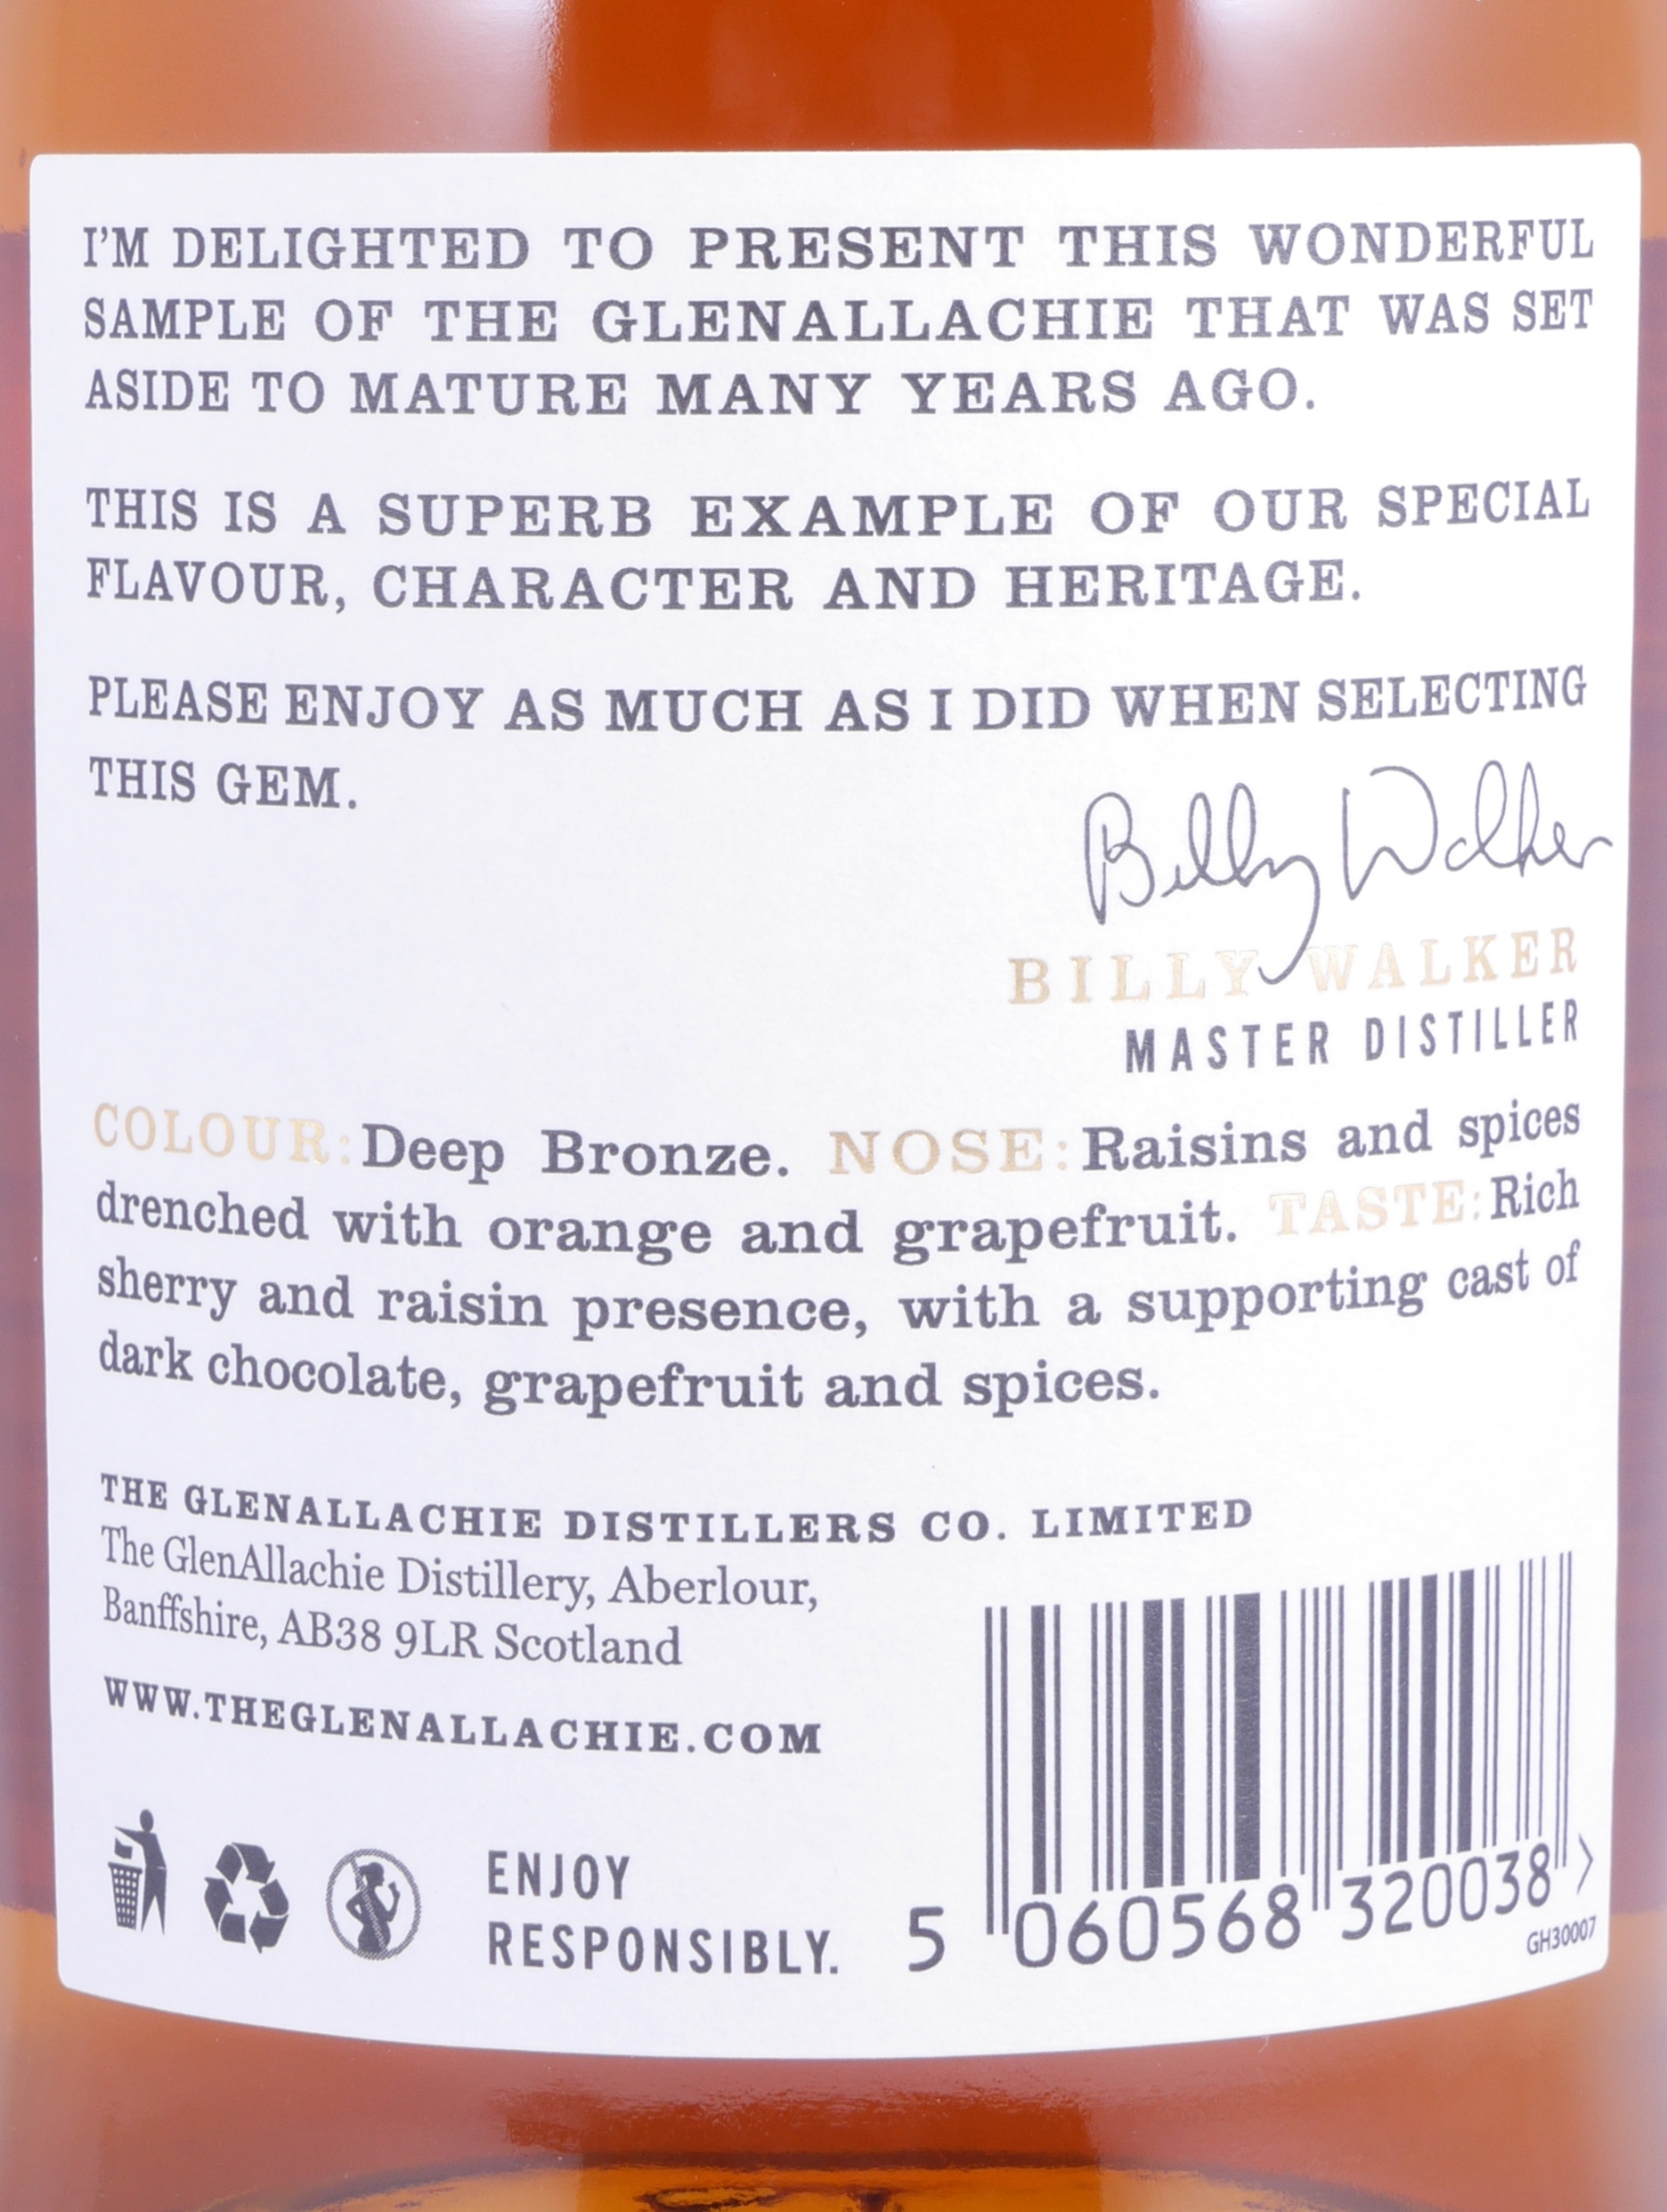 I'M DELIGHTED TO PRESENT THIS WONDERFUL
SAMPLE OF THE GLENALLACHIE THAT WAS SET
ASIDE TO MATURE MANY YEARS AGO.
THIS IS A SUPERB EXAMPLE OF OUR SPECIAL
FLAVOUR, CHARACTER AND HERITAGE.
PLEASE ENJOY AS MUCH AS I DID WHEN SELECTING
THIS GEM.
Billy Walker
BILLY WALKER
MASTER DISTILLER
COLOUR: Deep Bronze. NOSE: Raisins and spices
drenched with orange and grapefruit. TASTE: Rich
sherry and raisin presence, with a supporting cast of
dark chocolate, grapefruit and spices.
THE GLENALLACHIE DISTILLERS CO. LIMITED
The GlenAllachie Distillery, Aberlour,
Banffshire, AB38 9LR Scotland
WWW.THEGLENALLACHIE.COM
ENJOY
RESPONSIBLY.
5 060568 320038 >
GH30007